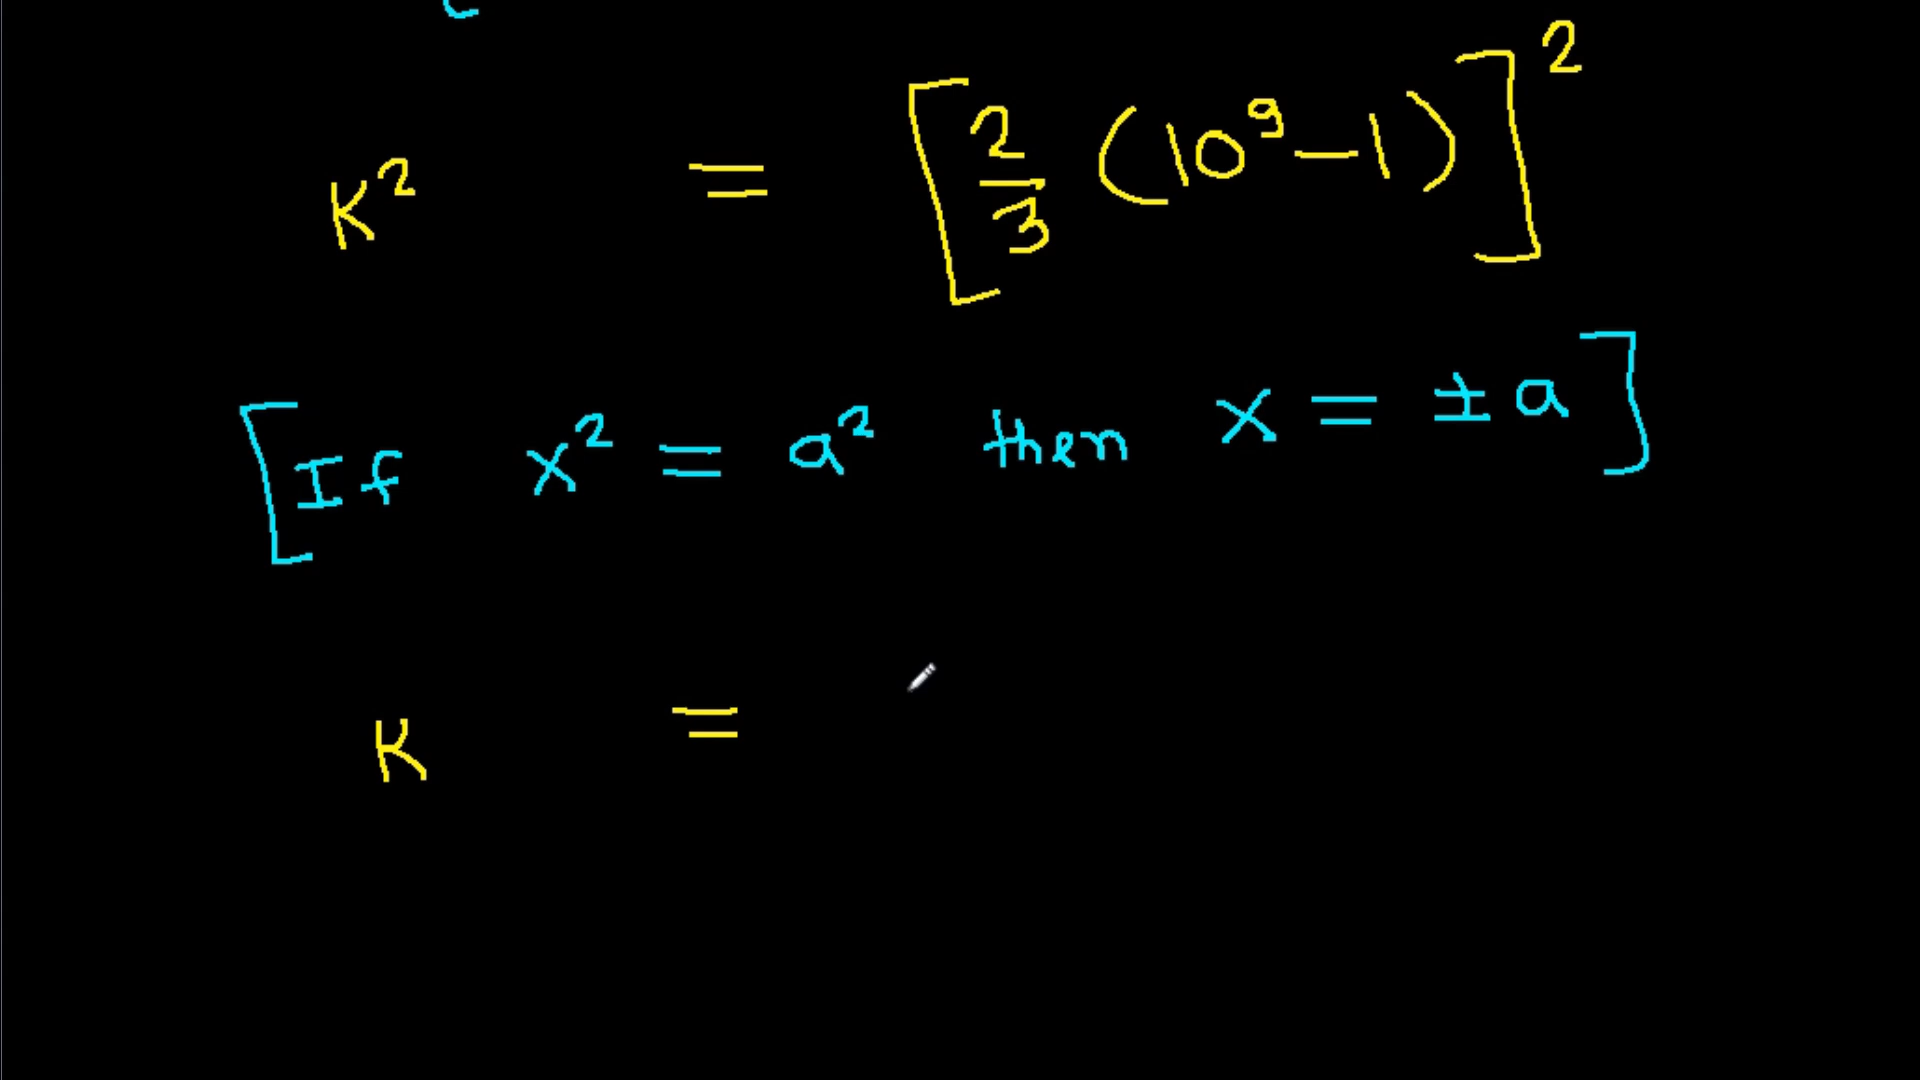 K² = [2/3 (10⁹ – 1)]²
[If x² = a² then x = ± a]
K =